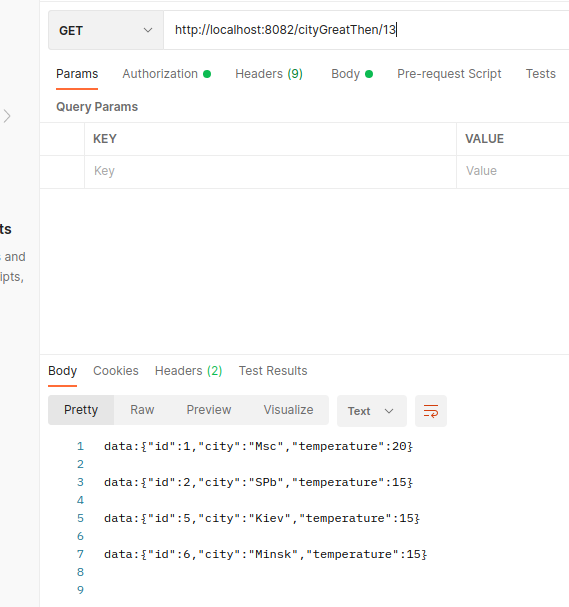 GET http://localhost:8082/cityGreatThen/13
Params Authorization Headers (9) Body Pre-request Script Tests
Query Params
KEY VALUE
Key Value
ts
s and
ipts,
Body Cookies Headers (2) Test Results
Pretty Raw Preview Visualize Text
1 data:{"id":1,"city":"Msc","temperature":20}
2
3 data:{"id":2,"city":"SPb","temperature":15}
4
5 data:{"id":5,"city":"Kiev","temperature":15}
6
7 data:{"id":6,"city":"Minsk","temperature":15}
8
9